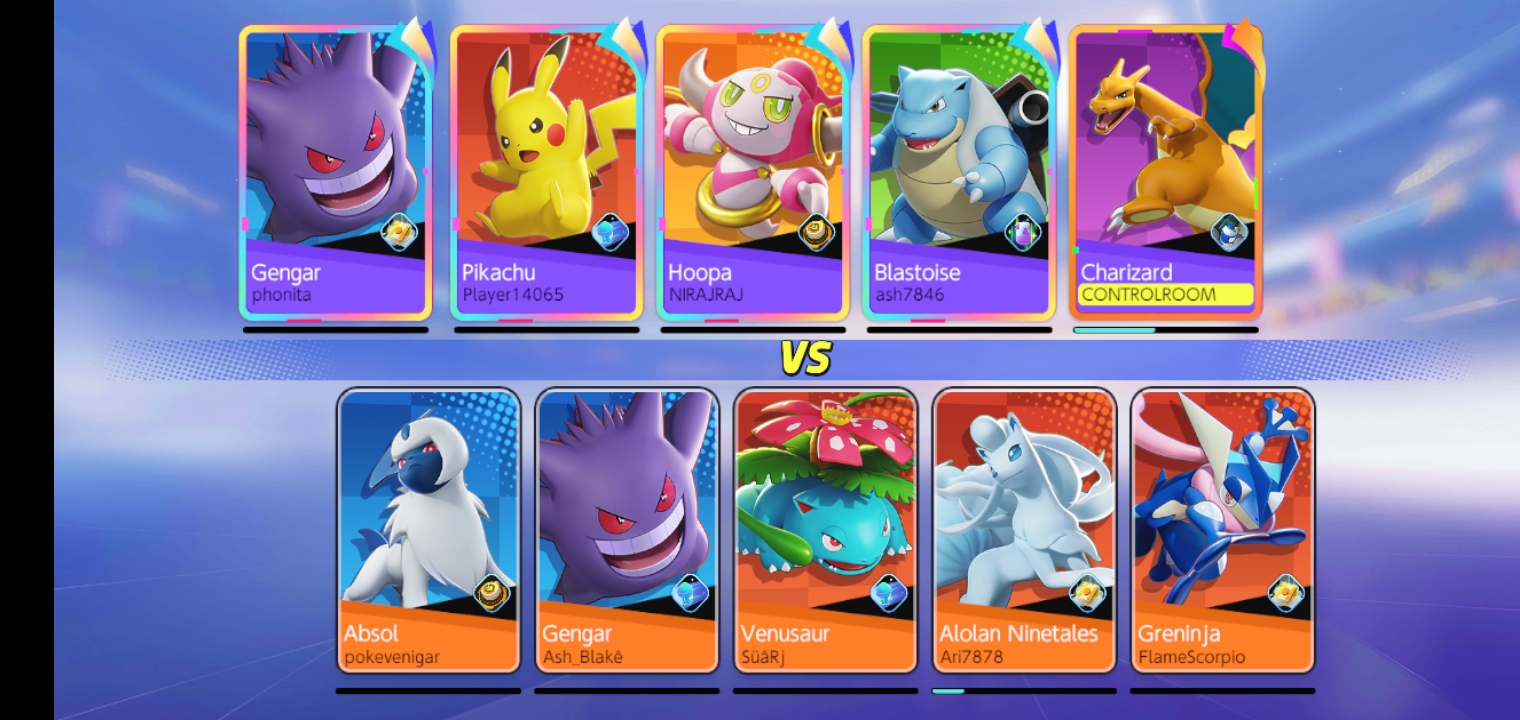 Gengar
phonita
Pikachu
Player14065
Hoopa
NIRAJRAJ
Blastoise
ash7846
Charizard
CONTROLROOM
VS
Absol
pokevenigar
Gengar
Ash_Blakê
Venusaur
SüâRj
Alolan Ninetales
Ari7878
Greninja
FlameScorpio